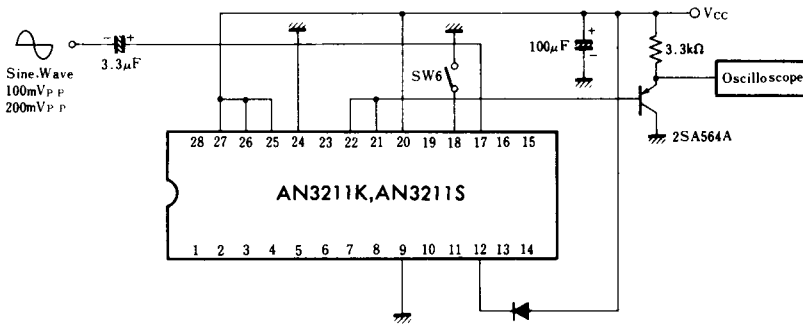 VCC
3.3μF
100μF
3.3kΩ
Sine.Wave
100mVP P
200mVP P
SW6
Oscilloscope
2SA564A
28 27 26 25 24 23 22 21 20 19 18 17 16 15
AN3211K,AN3211S
1 2 3 4 5 6 7 8 9 10 11 12 13 14